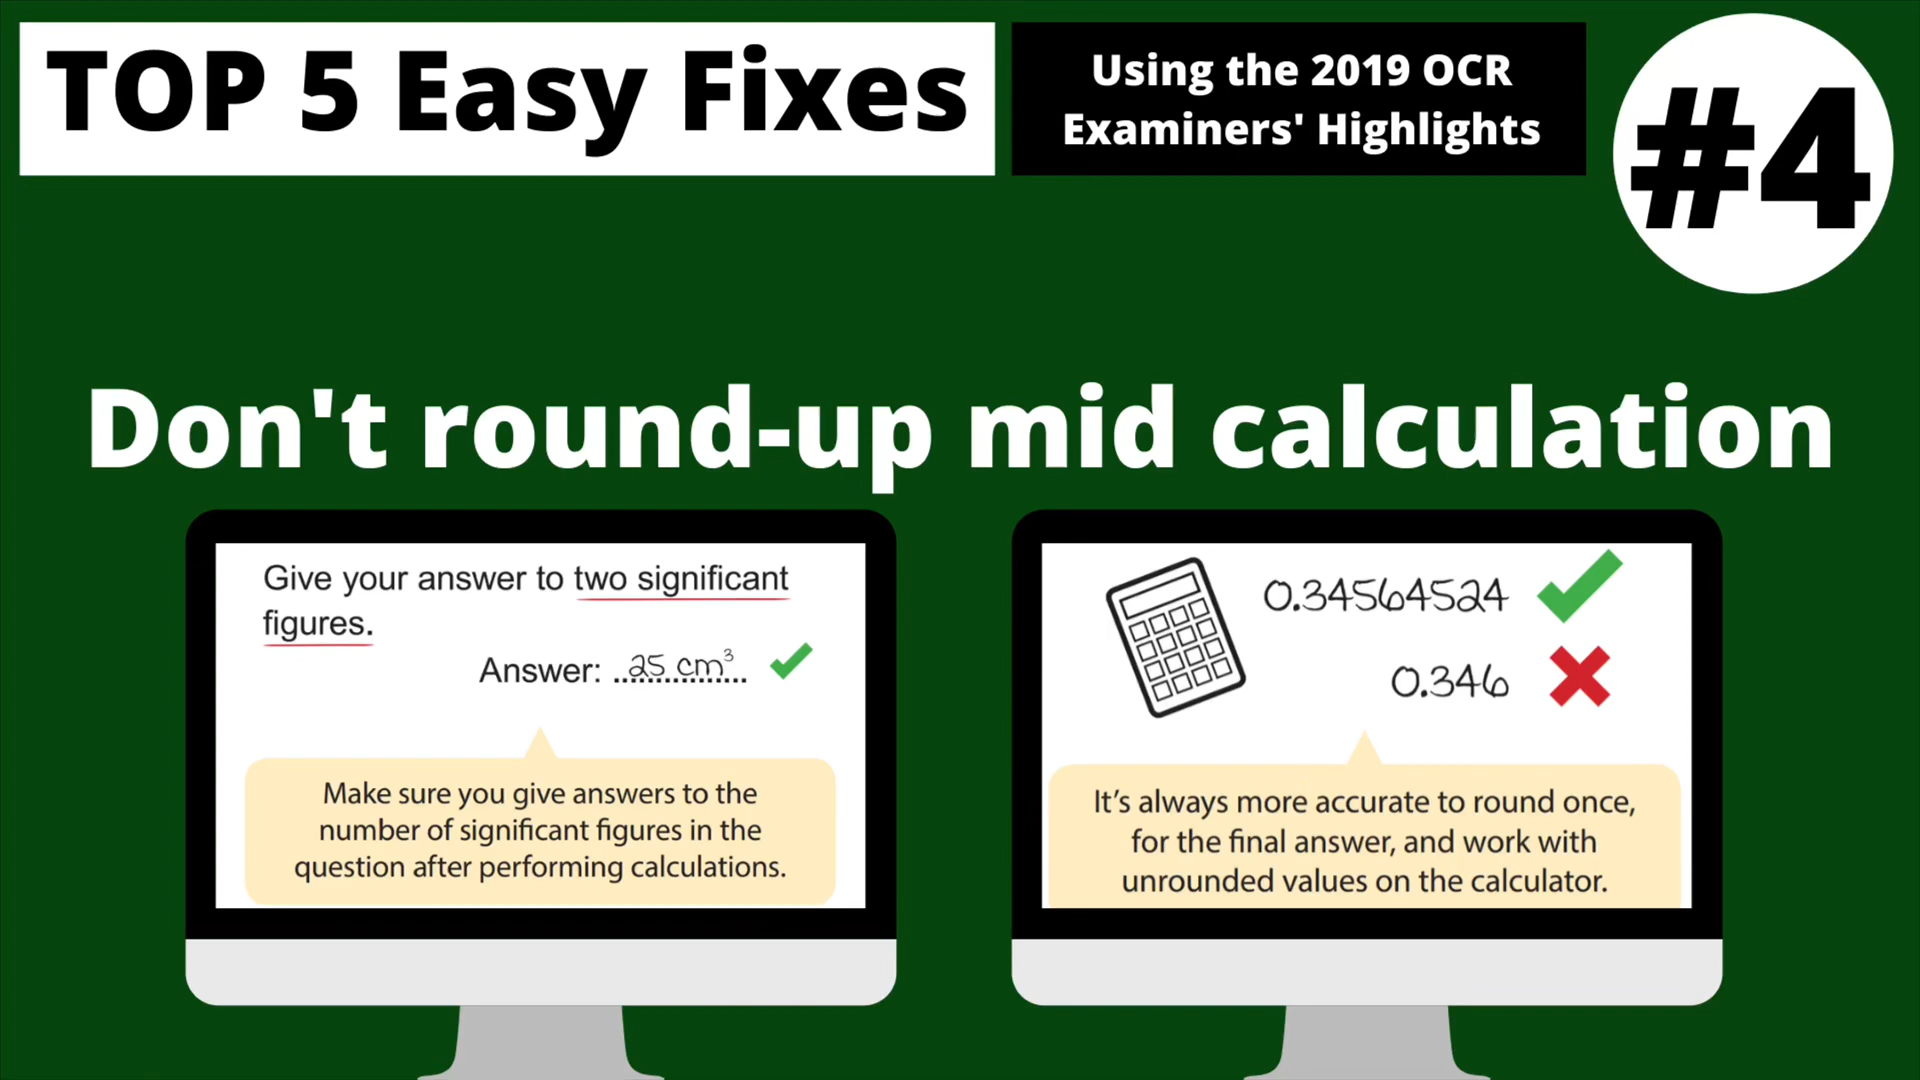 TOP 5 Easy Fixes
Using the 2019 OCR
Examiners' Highlights
#4
Don't round-up mid calculation
Give your answer to two significant
figures.
Answer: ..25 cm³..
Make sure you give answers to the
number of significant figures in the
question after performing calculations.
0.34564524
0.346
It's always more accurate to round once,
for the final answer, and work with
unrounded values on the calculator.